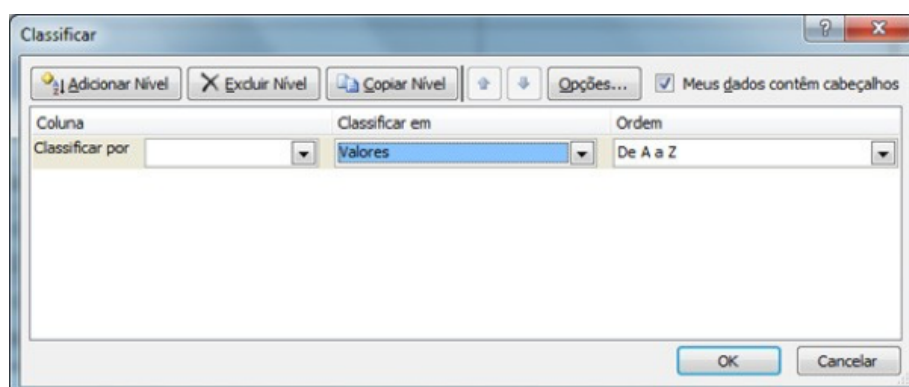 Classificar
Adicionar Nível Excluir Nível Copiar Nível Opções... Meus dados contêm cabeçalhos
Coluna Classificar em Ordem
Classificar por Valores De A a Z
OK Cancelar